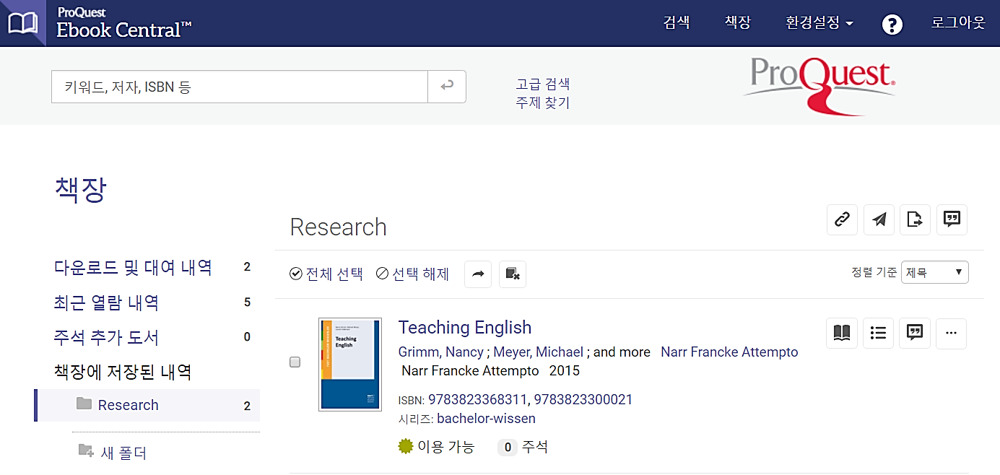 ProQuest
Ebook Central™
검색 책장 환경설정 ? 로그아웃
키워드, 저자, ISBN 등
고급 검색
주제 찾기
ProQuest®
책장
다운로드 및 대여 내역 2
최근 열람 내역 5
주석 추가 도서 0
책장에 저장된 내역
Research 2
새 폴더
Research
전체 선택 선택 해제
정렬 기준 제목
Teaching
English
Teaching English
Grimm, Nancy ; Meyer, Michael ; and more Narr Francke Attempto
Narr Francke Attempto 2015
ISBN: 9783823368311, 9783823300021
시리즈: bachelor-wissen
이용 가능 0 주석